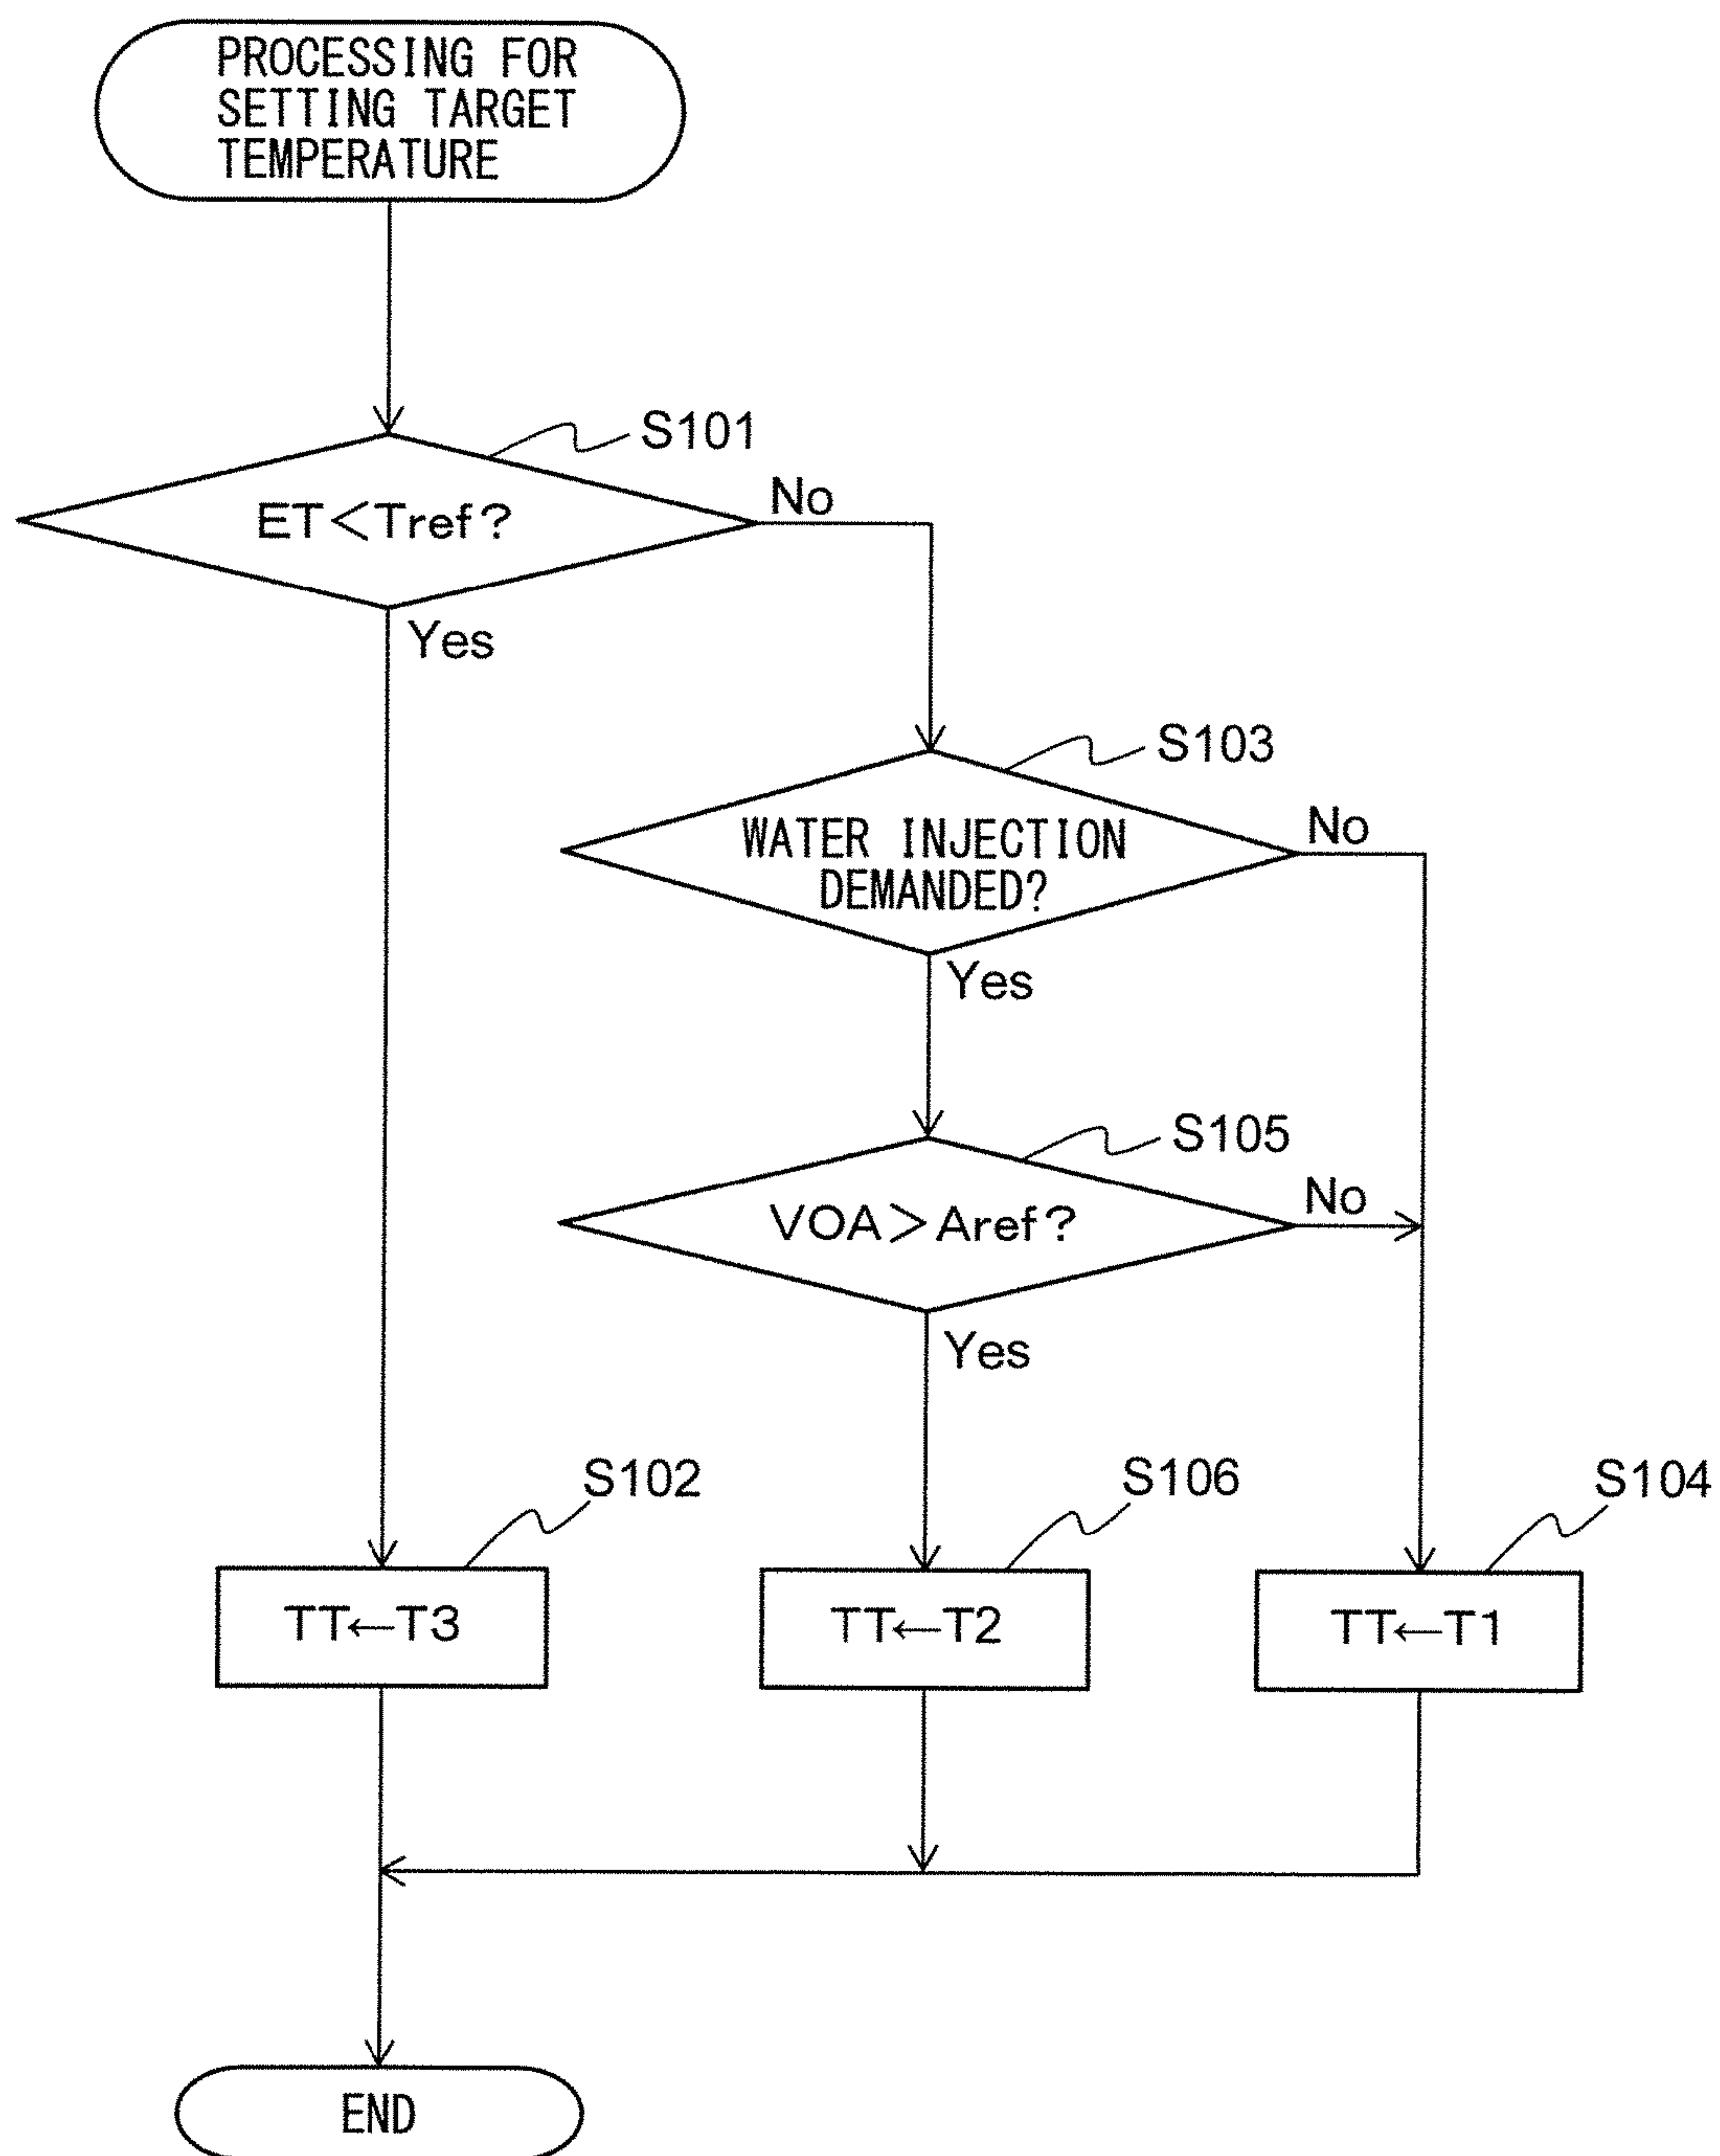 PROCESSING FOR
SETTING TARGET
TEMPERATURE
S101
ET<Tref?
No
Yes
S103
WATER INJECTION
DEMANDED?
No
Yes
S105
VOA>Aref?
No
Yes
S102
S106
S104
TT←T3
TT←T2
TT←T1
END